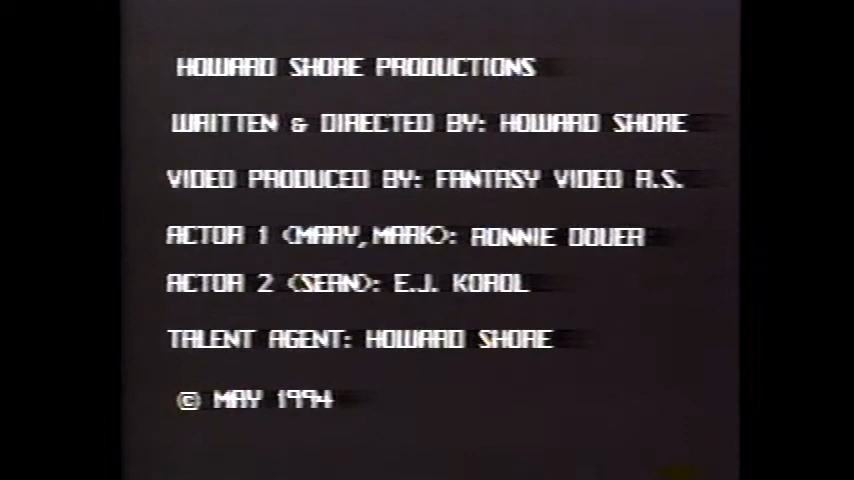 HOWARD SHORE PRODUCTIONS
WRITTEN & DIRECTED BY: HOWARD SHORE
VIDEO PRODUCED BY: FANTASY VIDEO A.S.
ACTOR 1 (MARY,MARK): RONNIE DOVER
ACTOR 2 (SEAN): E.J. KOROL
TALENT AGENT: HOWARD SHORE
© MAY 1994